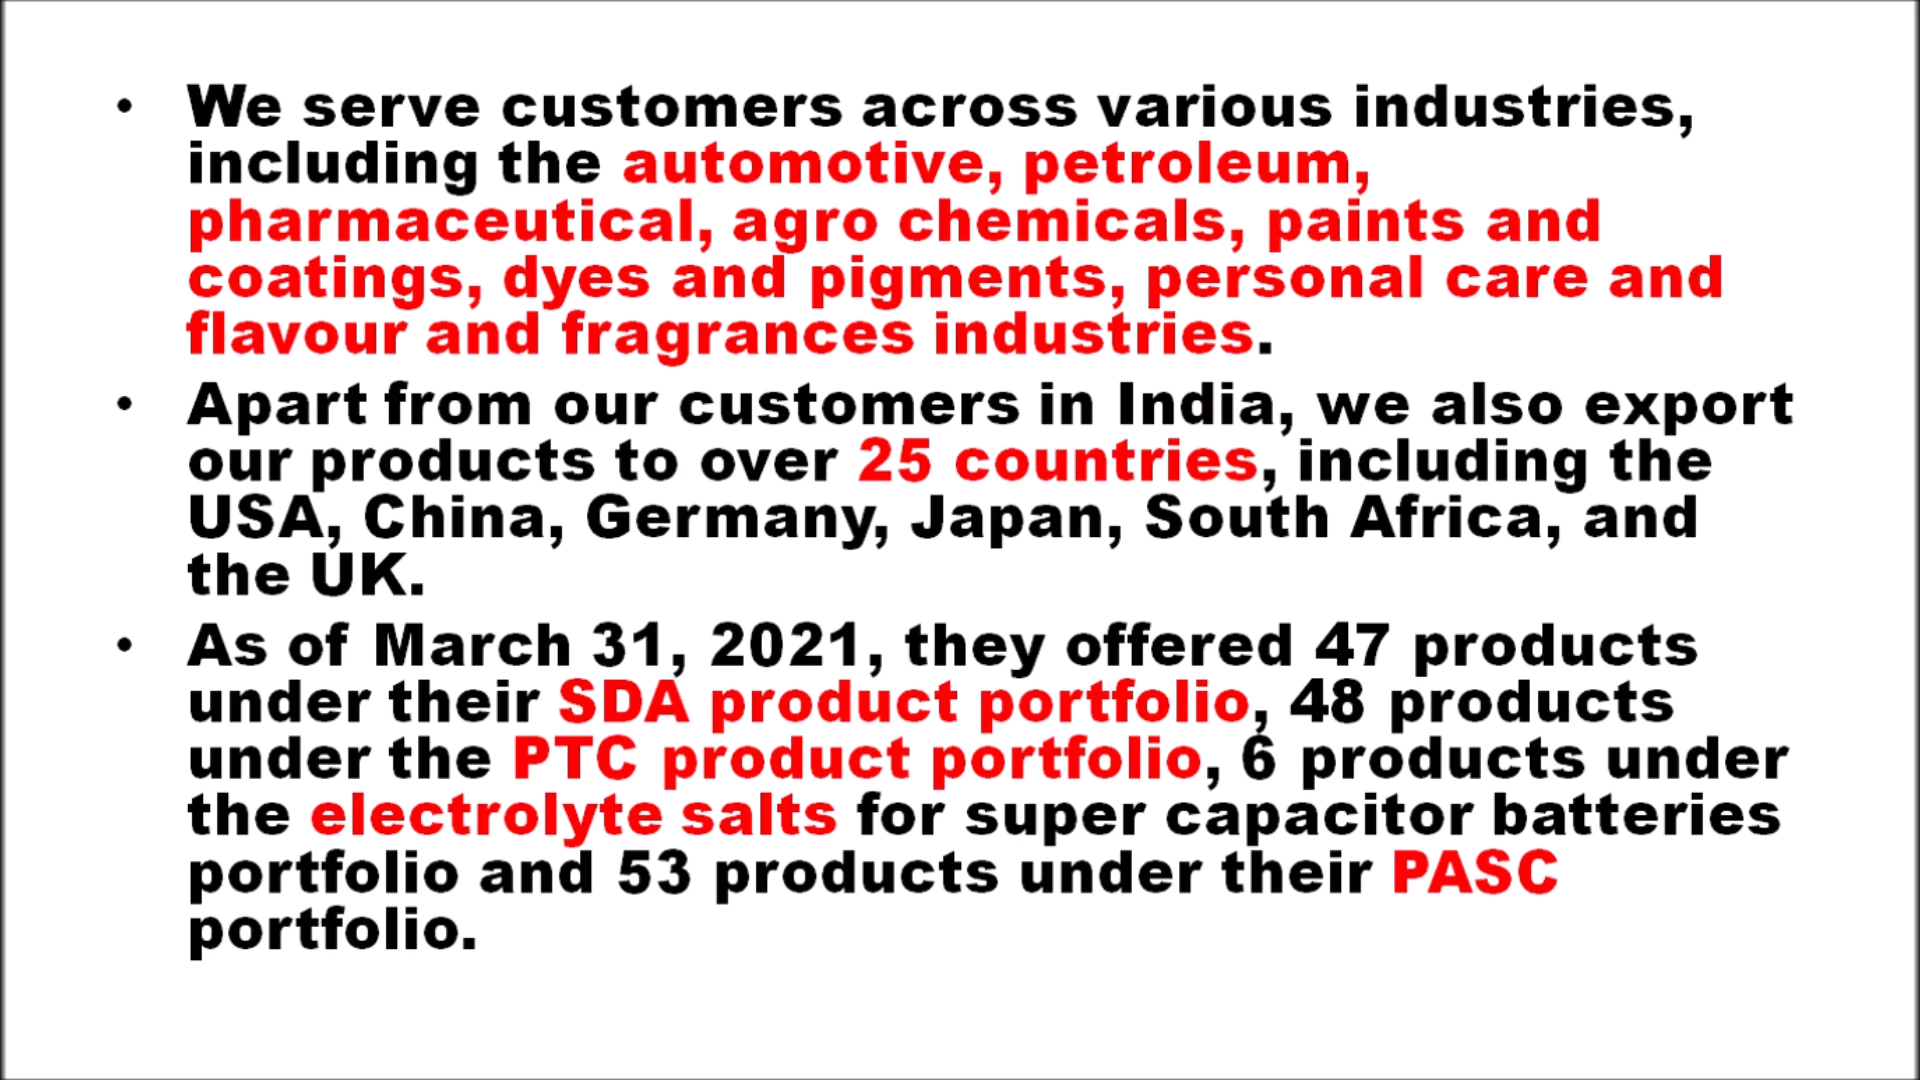 • We serve customers across various industries,
including the automotive, petroleum,
pharmaceutical, agro chemicals, paints and
coatings, dyes and pigments, personal care and
flavour and fragrances industries.
• Apart from our customers in India, we also export
our products to over 25 countries, including the
USA, China, Germany, Japan, South Africa, and
the UK.
• As of March 31, 2021, they offered 47 products
under their SDA product portfolio, 48 products
under the PTC product portfolio, 6 products under
the electrolyte salts for super capacitor batteries
portfolio and 53 products under their PASC
portfolio.